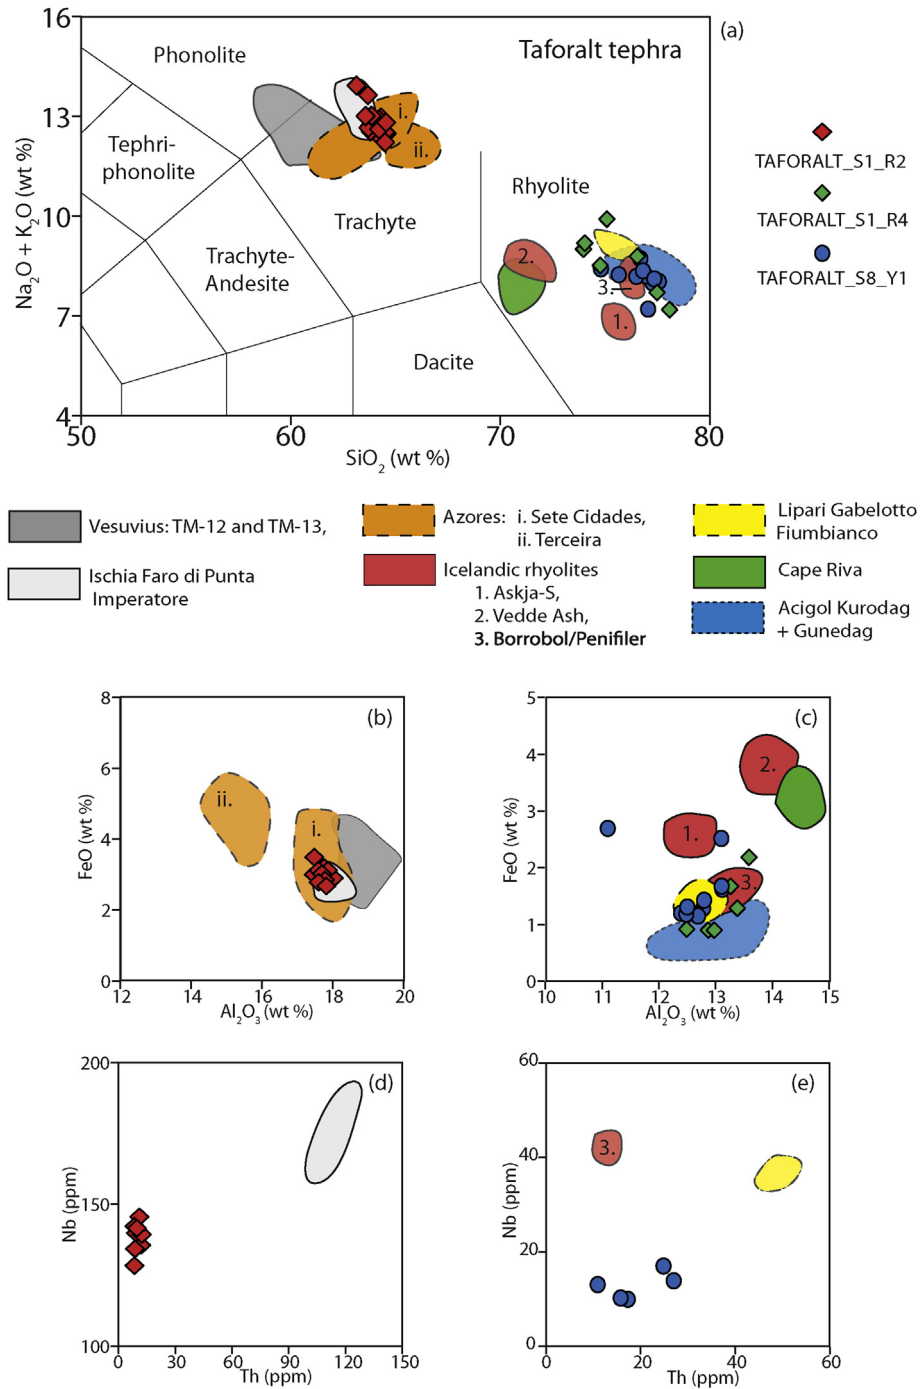 16
(a)
Phonolite
Taforalt tephra
13
i.
Tephri-
phonolite
ii.
TAFORALT_S1_R2
Na2O + K2O (wt %)
Rhyolite
10
Trachyte
TAFORALT_S1_R4
Trachyte-
Andesite
2.
3.
TAFORALT_S8_Y1
7
1.
Dacite
4
50
60
70
80
SiO2 (wt %)
Vesuvius: TM-12 and TM-13,
Ischia Faro di Punta
Imperatore
Azores: i. Sete Cidades,
ii. Terceira
Icelandic rhyolites
1. Askja-S,
2. Vedde Ash,
3. Borrobol/Penifiler
Lipari Gabelotto
Fiumbianco
Cape Riva
Acigol Kurodag
+ Gunedag
8
(b)
6
ii.
i.
4
FeO (wt %)
2
0
12
14
16
18
20
Al2O3 (wt %)
5
(c)
4
2.
3
1.
FeO (wt %)
2
3.
1
0
10
11
12
13
14
15
Al2O3 (wt %)
200
(d)
150
Nb (ppm)
100
0
30
60
90
120
150
Th (ppm)
60
(e)
3.
40
Nb (ppm)
20
0
0
20
40
60
Th (ppm)